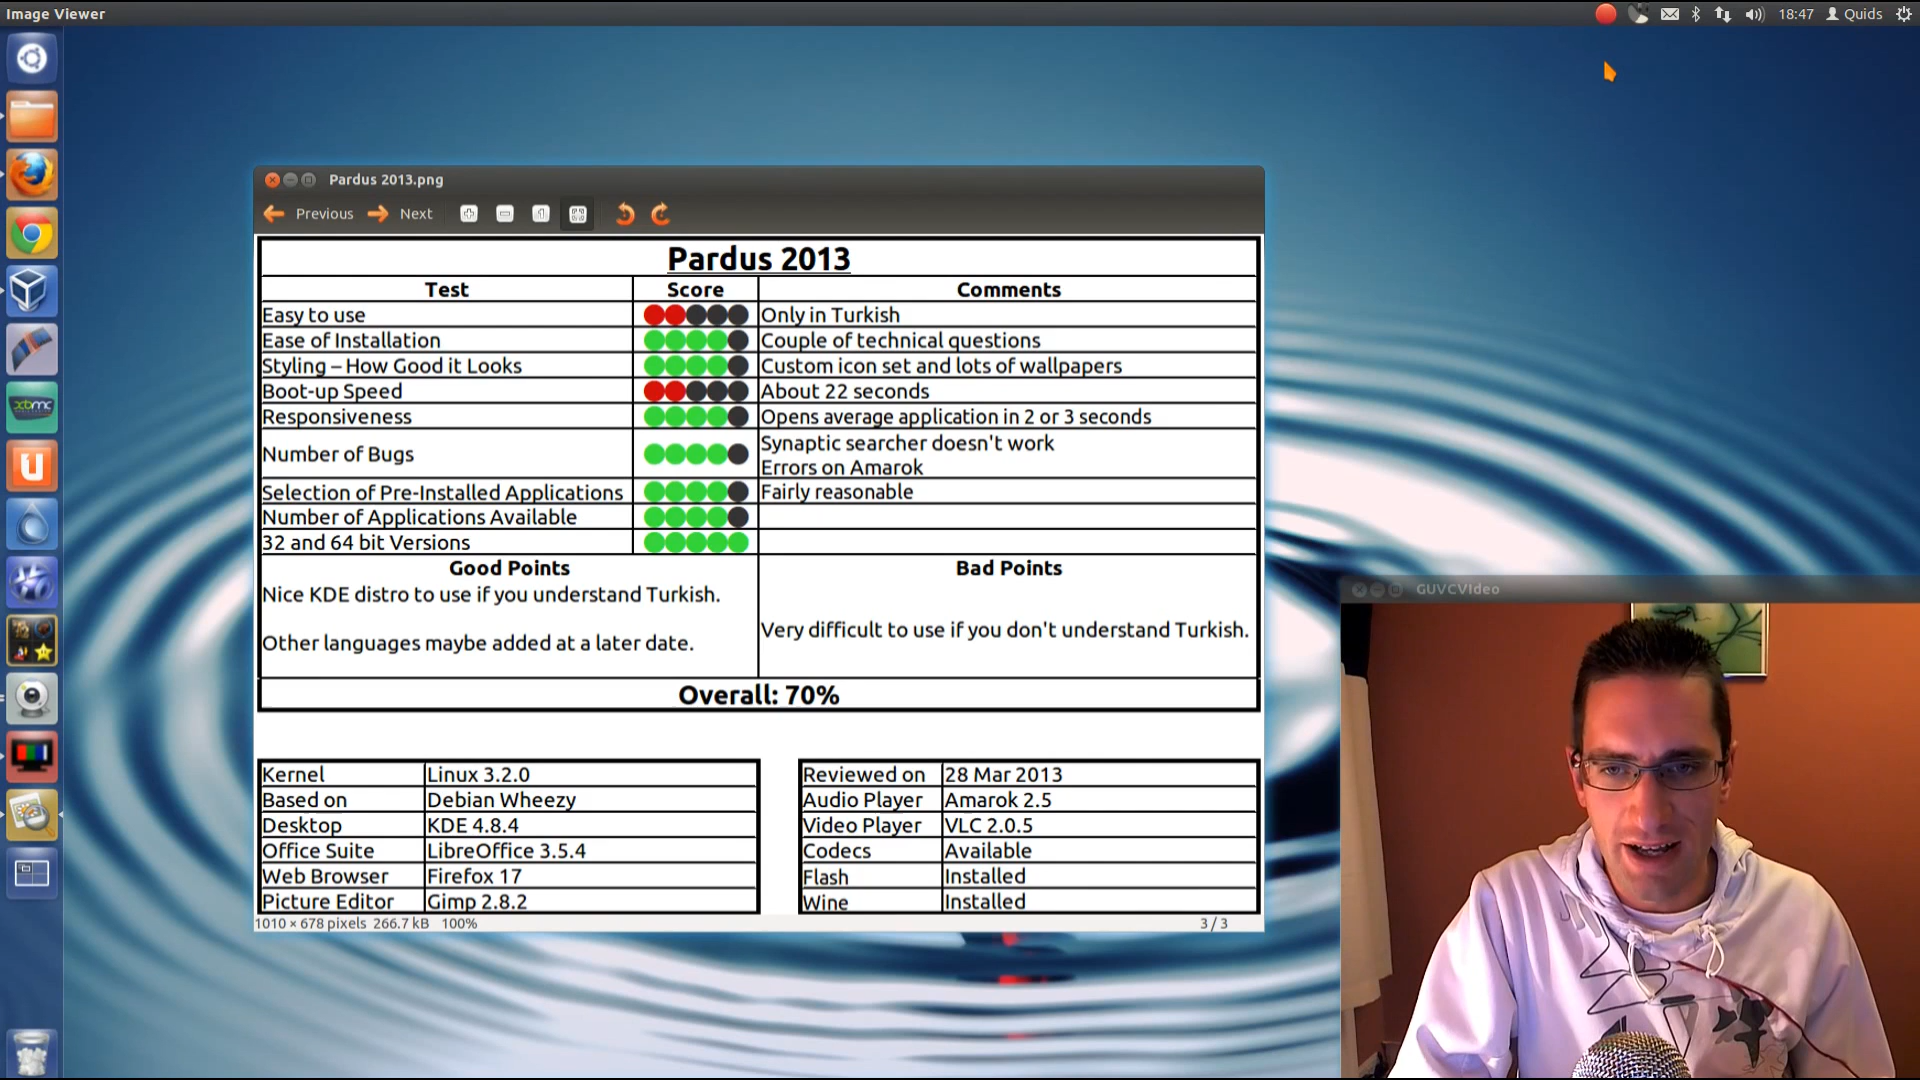 Image Viewer
18:47 Quids
Pardus 2013.png
Previous Next
Pardus 2013
Test Score Comments
Easy to use Only in Turkish
Ease of Installation Couple of technical questions
Styling – How Good it Looks Custom icon set and lots of wallpapers
Boot-up Speed About 22 seconds
Responsiveness Opens average application in 2 or 3 seconds
Number of Bugs Synaptic searcher doesn't work
Errors on Amarok
Selection of Pre-Installed Applications Fairly reasonable
Number of Applications Available
32 and 64 bit Versions
Good Points Bad Points
Nice KDE distro to use if you understand Turkish.
Other languages maybe added at a later date.
Very difficult to use if you don't understand Turkish.
Overall: 70%
Kernel Linux 3.2.0
Based on Debian Wheezy
Desktop KDE 4.8.4
Office Suite LibreOffice 3.5.4
Web Browser Firefox 17
Picture Editor Gimp 2.8.2
Reviewed on 28 Mar 2013
Audio Player Amarok 2.5
Video Player VLC 2.0.5
Codecs Available
Flash Installed
Wine Installed
1010 × 678 pixels 266.7 kB 100% 3 / 3
GUVCVideo
xbmc